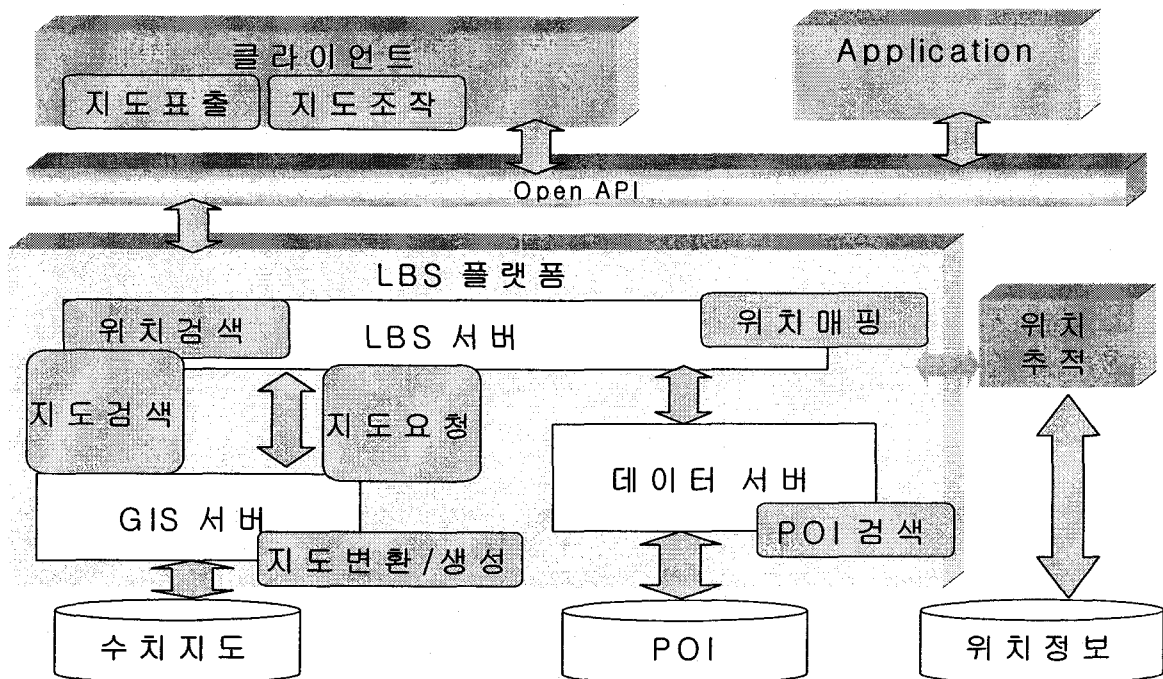 클라이언트
지도표출
지도조작
Application
Open API
LBS 플랫폼
위치검색
LBS 서버
위치매핑
위치
추적
지도검색
지도요청
데이터 서버
GIS 서버
POI 검색
지도변환/생성
수치지도
POI
위치정보